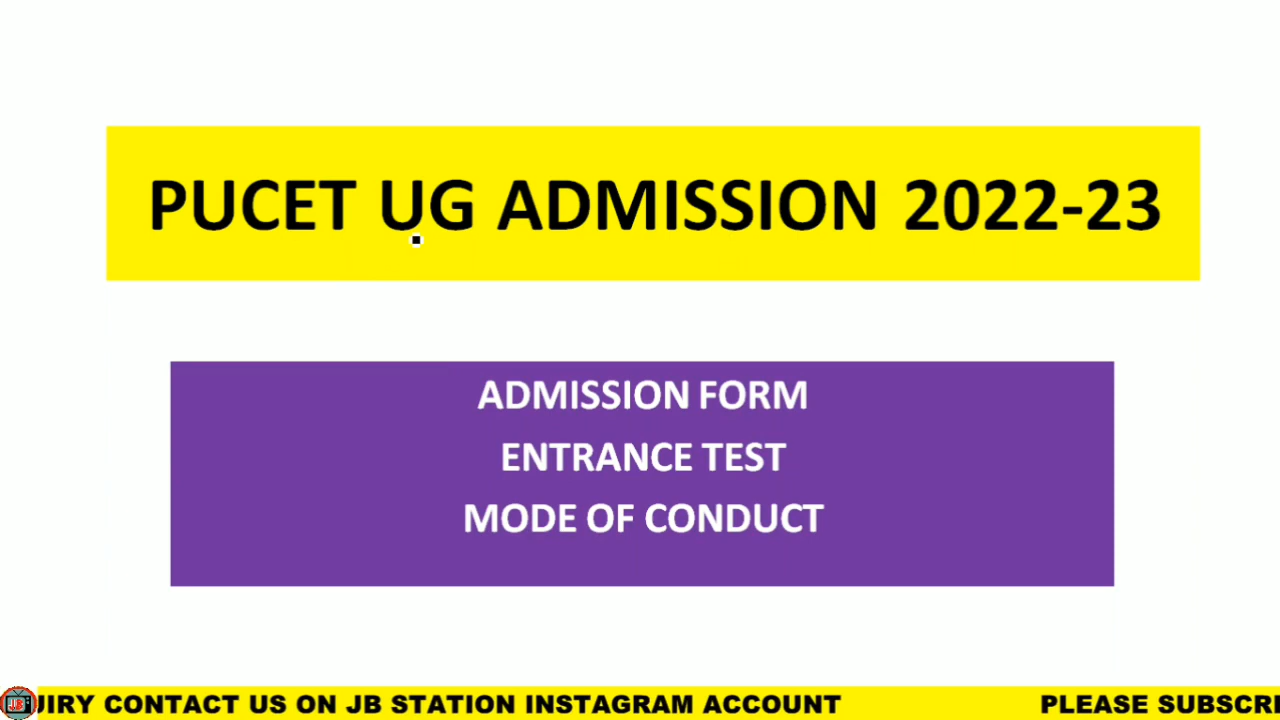 PUCET UG ADMISSION 2022-23
ADMISSION FORM
ENTRANCE TEST
MODE OF CONDUCT
CONTACT US ON JB STATION INSTAGRAM ACCOUNT PLEASE